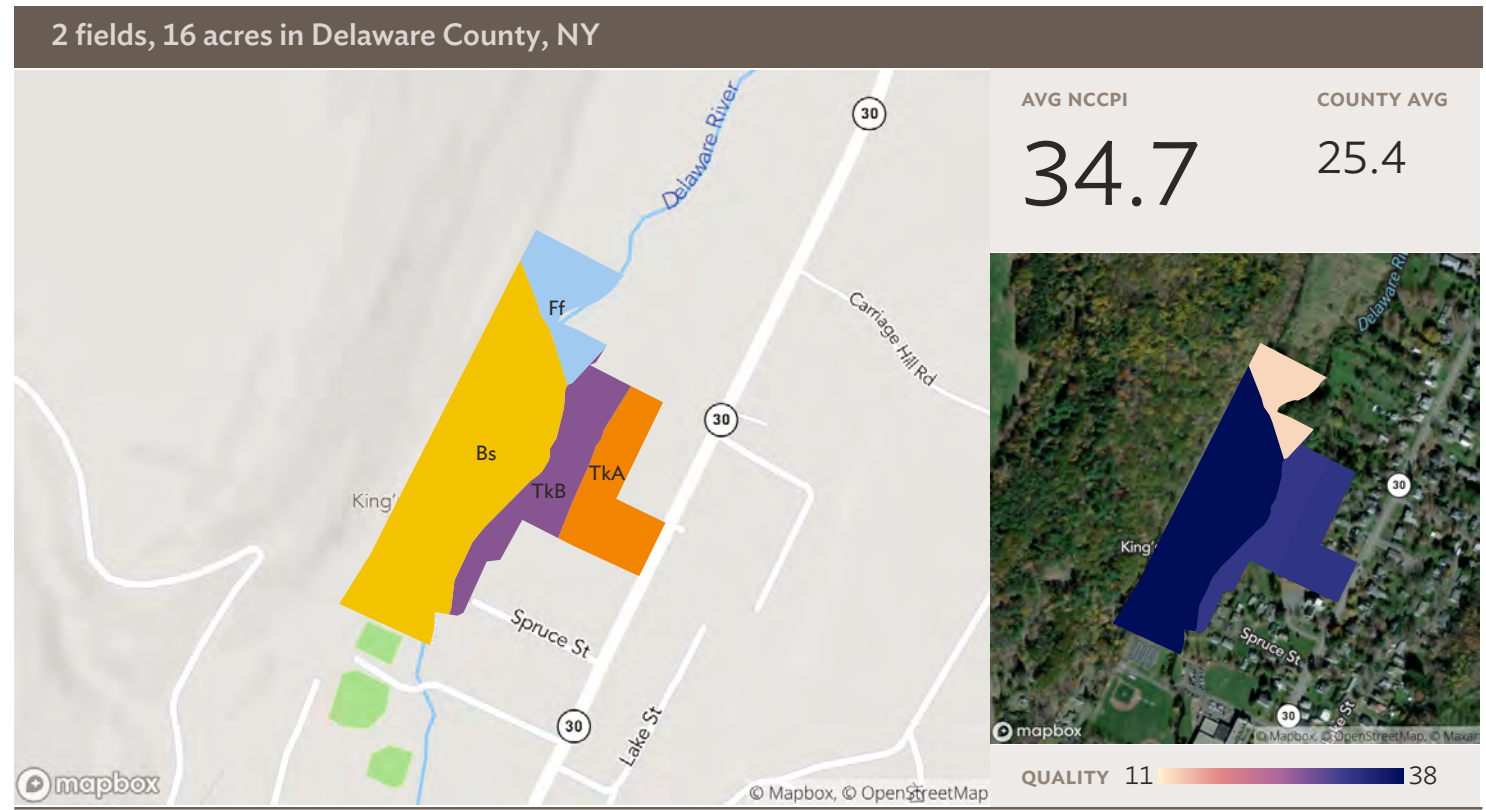 2 fields, 16 acres in Delaware County, NY
AVG NCCPI
COUNTY AVG
34.7
25.4
30
Delaware River
Carriage Hill Rd
Ff
30
Bs
TkA
TkB
King'
Spruce St
30
Lake St
mapbox
© Mapbox, © OpenStreetMap
Delaware Ri
30
King'
Spruce St
30
ke St
mapbox
© Mapbox, © OpenStreetMap, © Maxar
QUALITY 11 38